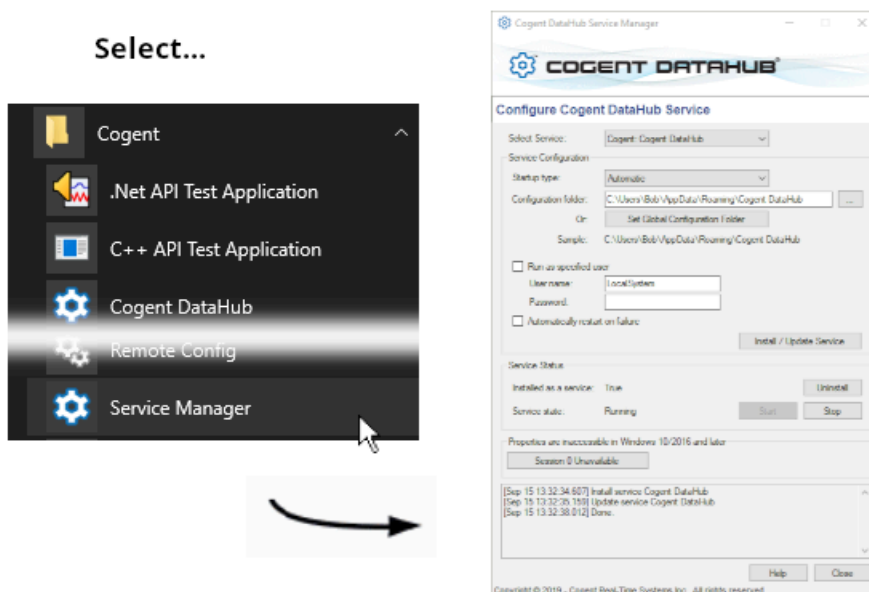 Select...
Cogent
.Net API Test Application
C++ API Test Application
Cogent DataHub
Remote Config
Service Manager
Cogent DataHub Service Manager
COGENT DATAHUB
Configure Cogent DataHub Service
Select Service: Cogent: Cogent DataHub
Service Configuration
Startup type: Automatic
Configuration folder: C:\Users\Bob\AppData\Roaming\Cogent DataHub ...
Or: Set Global Configuration Folder
Sample: C:\Users\Bob\AppData\Roaming\Cogent DataHub
Run as specified user
User name: LocalSystem
Password:
Automatically restart on failure
Install / Update Service
Service Status
Installed as a service: True Uninstall
Service state: Running Start Stop
Properties are inaccessible in Windows 10/2016 and later
Session 0 Unavailable
[Sep 15 13:32:34.607] Install service Cogent DataHub
[Sep 15 13:32:35.159] Update service Cogent DataHub
[Sep 15 13:32:38.012] Done.
Help Close
Copyright © 2019 - Cogent Real-Time Systems Inc. All rights reserved